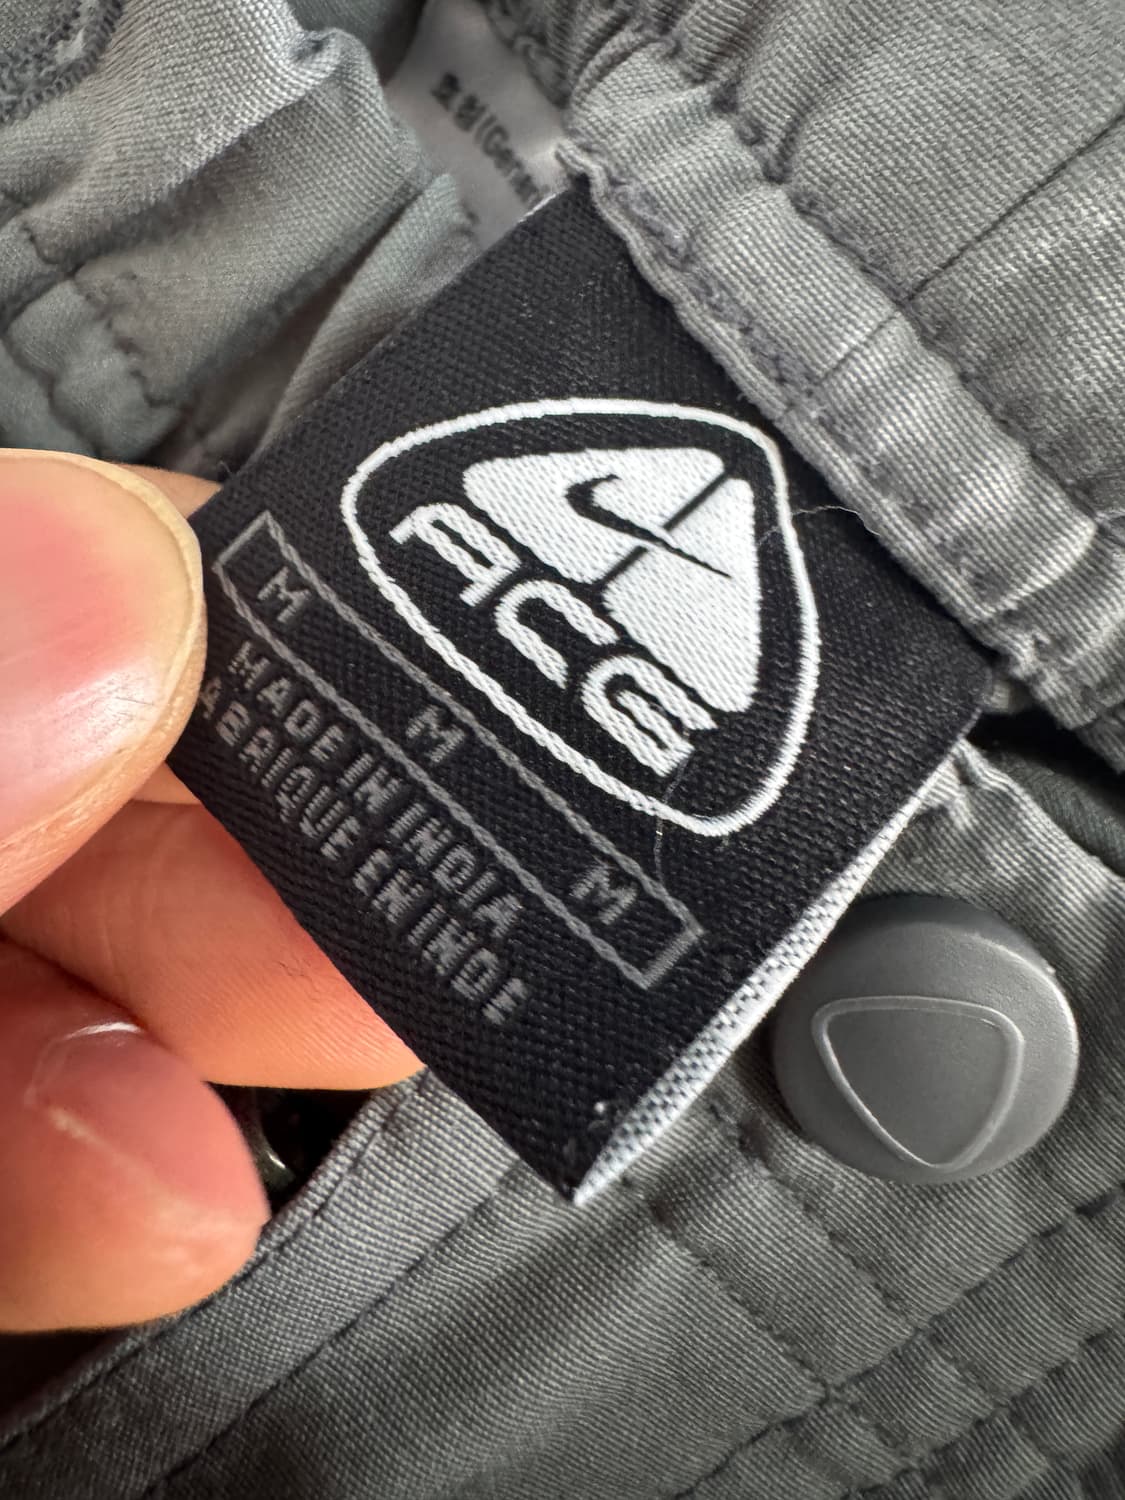 ACG
M M M
MADE IN INDIA
FABRIQUE EN INDE